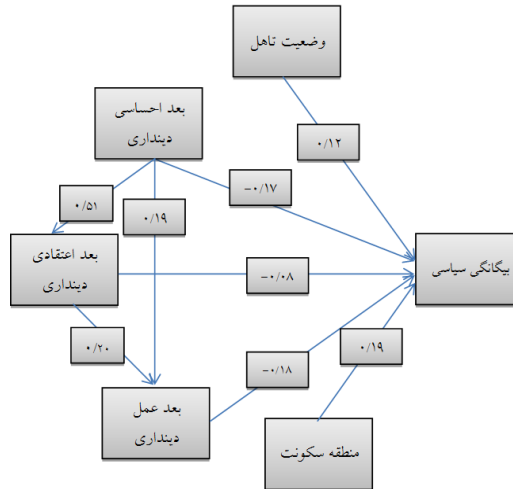 وضعیت تاهل
بعد احساسی
دینداری
۰/۱۲
-۰/۱۷
۰/۵۱
۰/۱۹
بعد اعتقادی
دینداری
-۰/۰۸
بیگانگی سیاسی
۰/۲۰
۰/۱۹
-۰/۱۸
بعد عمل
دینداری
منطقه سکونت